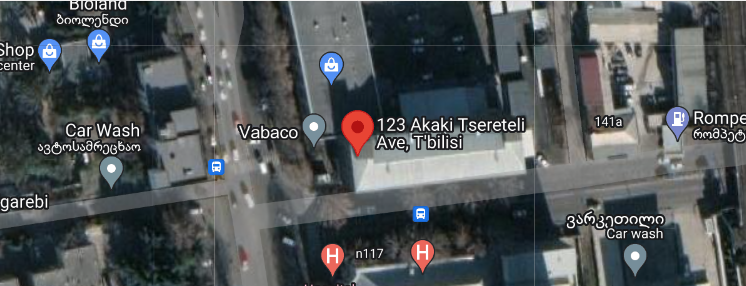 Bioland
ბიოლენდი
Shop
center
Vabaco
123 Akaki Tsereteli
Ave, T'bilisi
141a
Rompe
რომპეტ
Car Wash
ავტოსამრეცხაო
garebi
n117
H
H
ვარკეთილი
Car wash